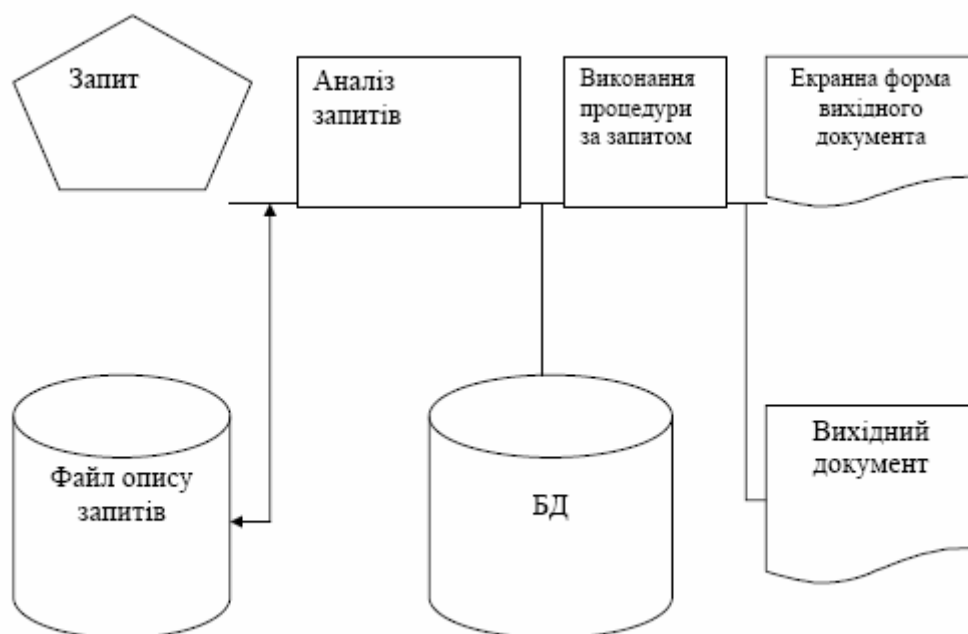 Запит
Аналіз
запитів
Виконання
процедури
за запитом
Екранна форма
вихідного
документа
Файл опису
запитів
БД
Вихідний
документ